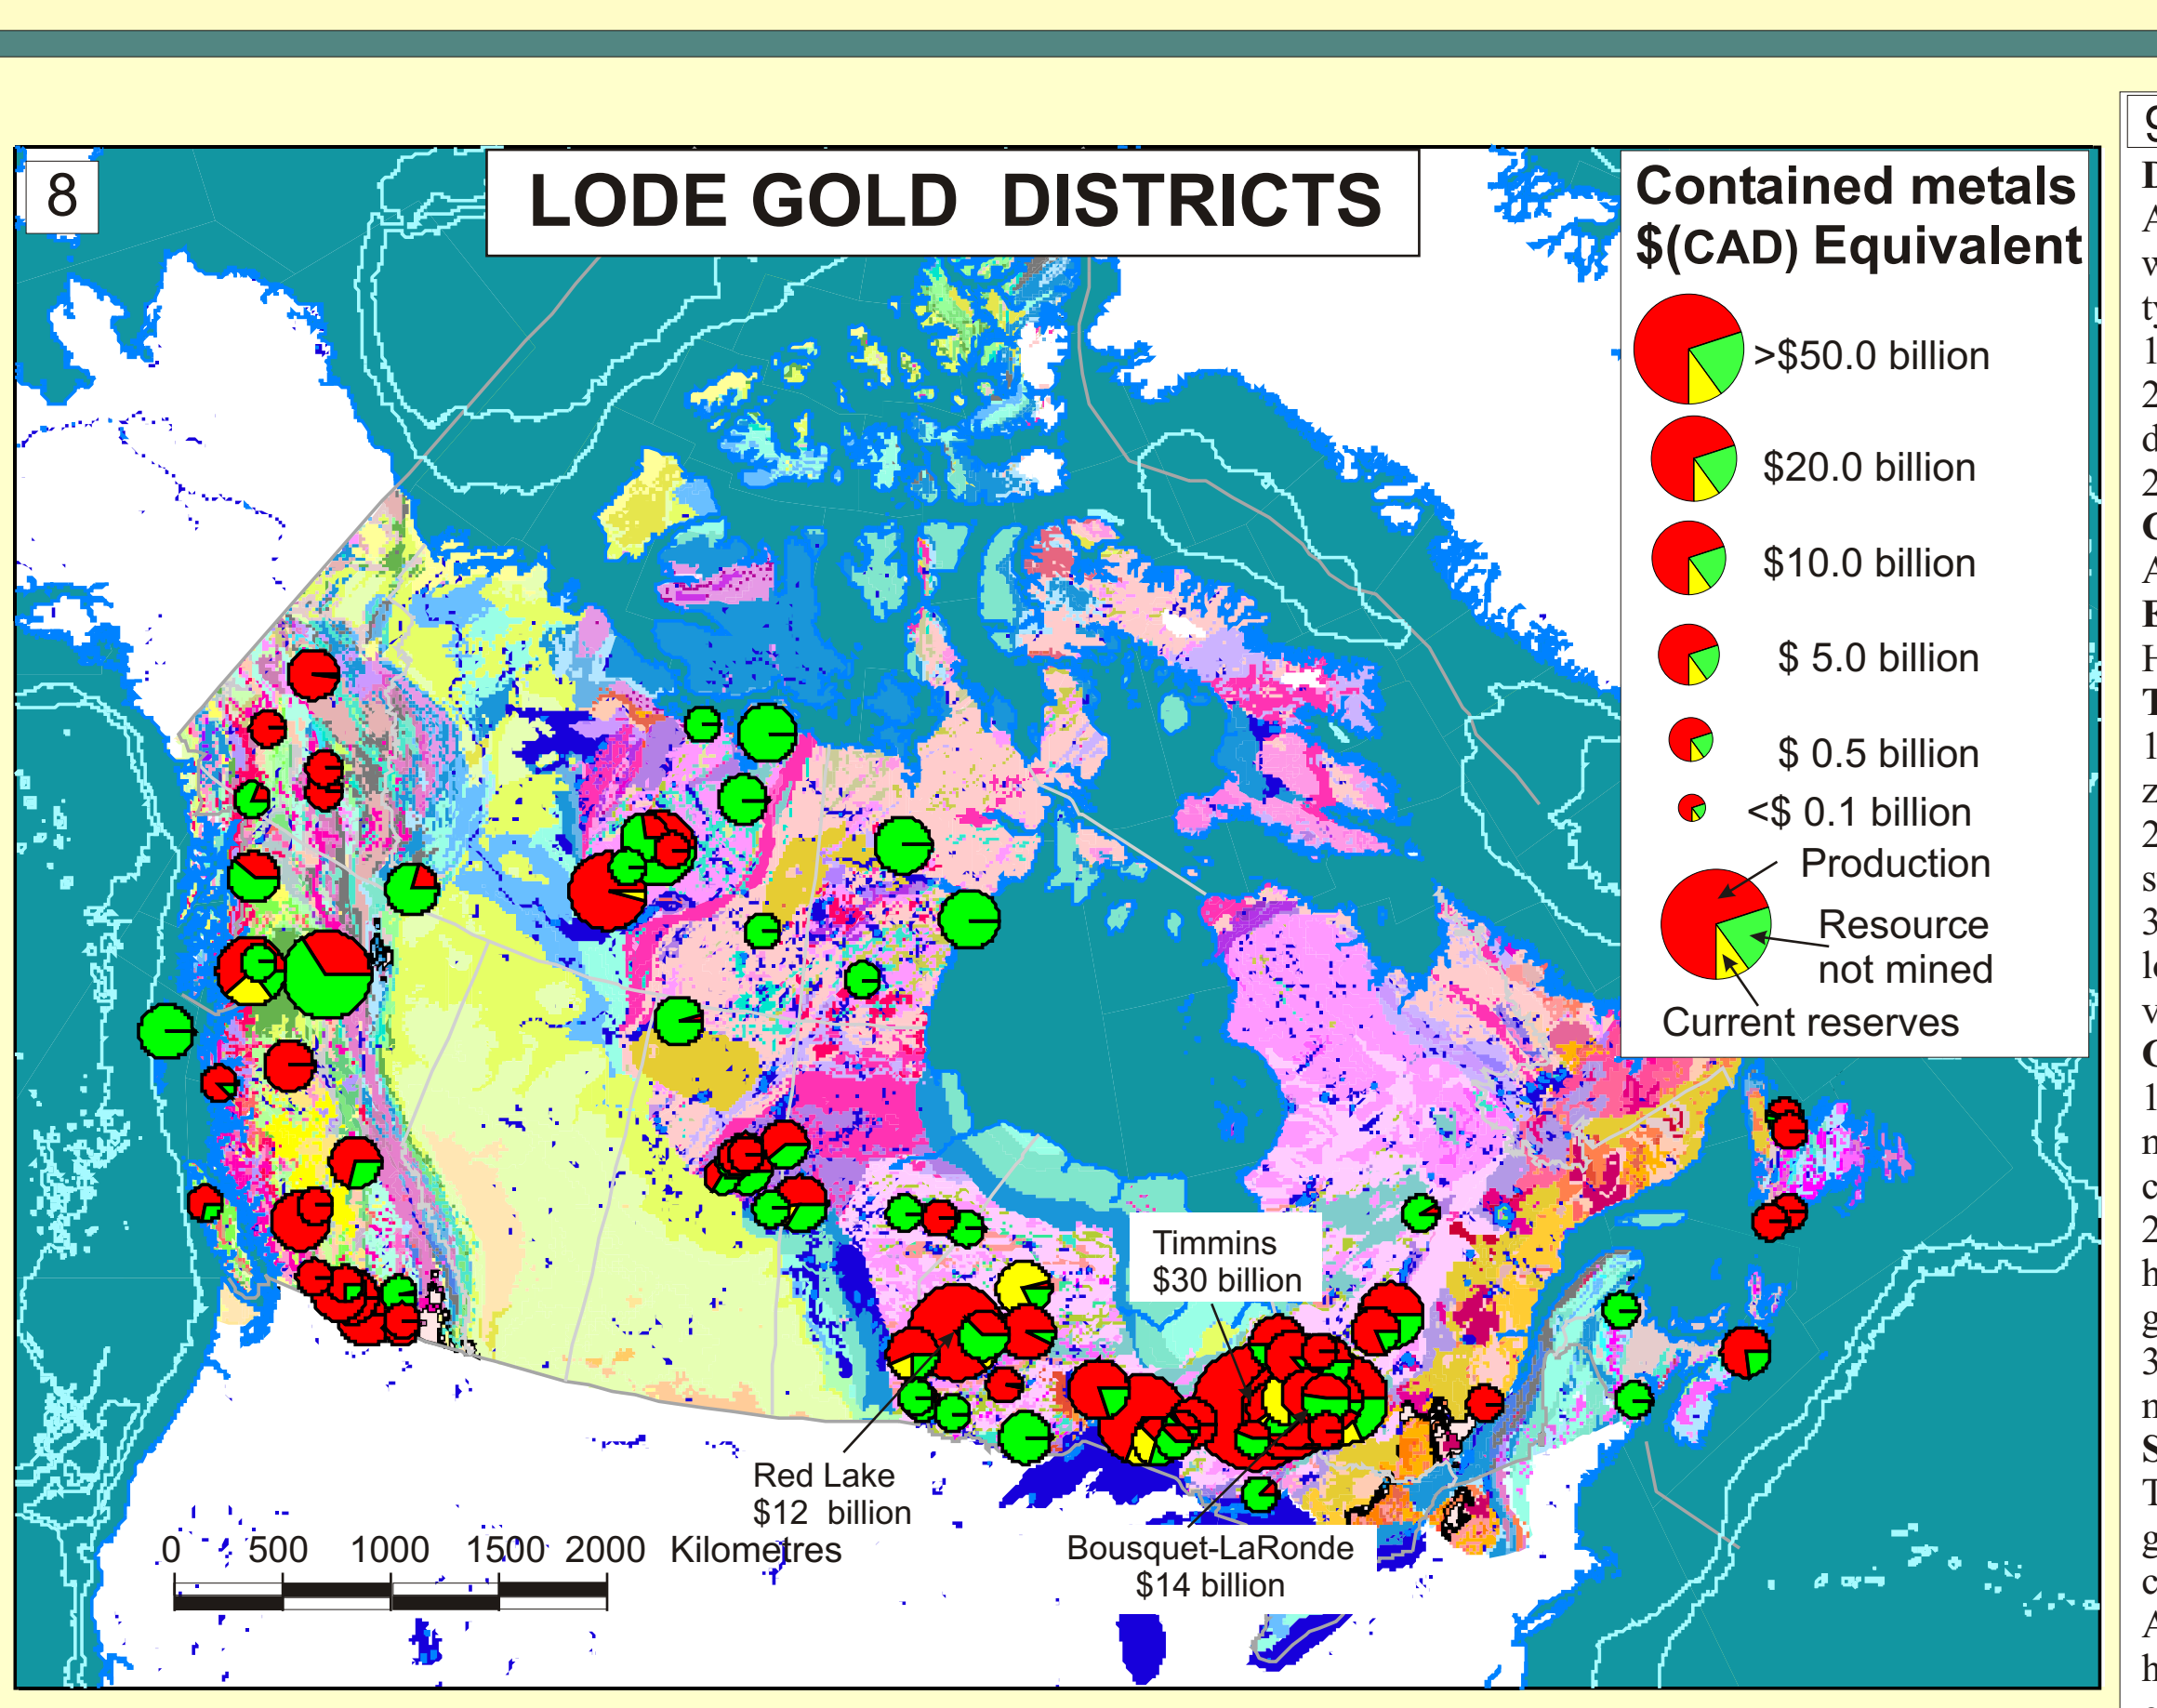 8
LODE GOLD DISTRICTS
Contained metals
$(CAD) Equivalent
>$50.0 billion
$20.0 billion
$10.0 billion
$ 5.0 billion
$ 0.5 billion
<$ 0.1 billion
Production
Resource
not mined
Current reserves
Timmins
$30 billion
Red Lake
$12 billion
Bousquet-LaRonde
$14 billion
0 500 1000 1500 2000 Kilometres